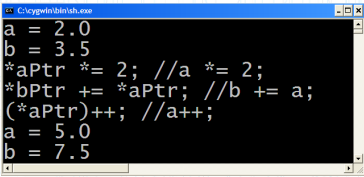 C:\cygwin\bin\sh.exe
a = 2.0
b = 3.5
*aPtr *= 2; //a *= 2;
*bPtr += *aPtr; //b += a;
(*aPtr)++; //a++;
a = 5.0
b = 7.5